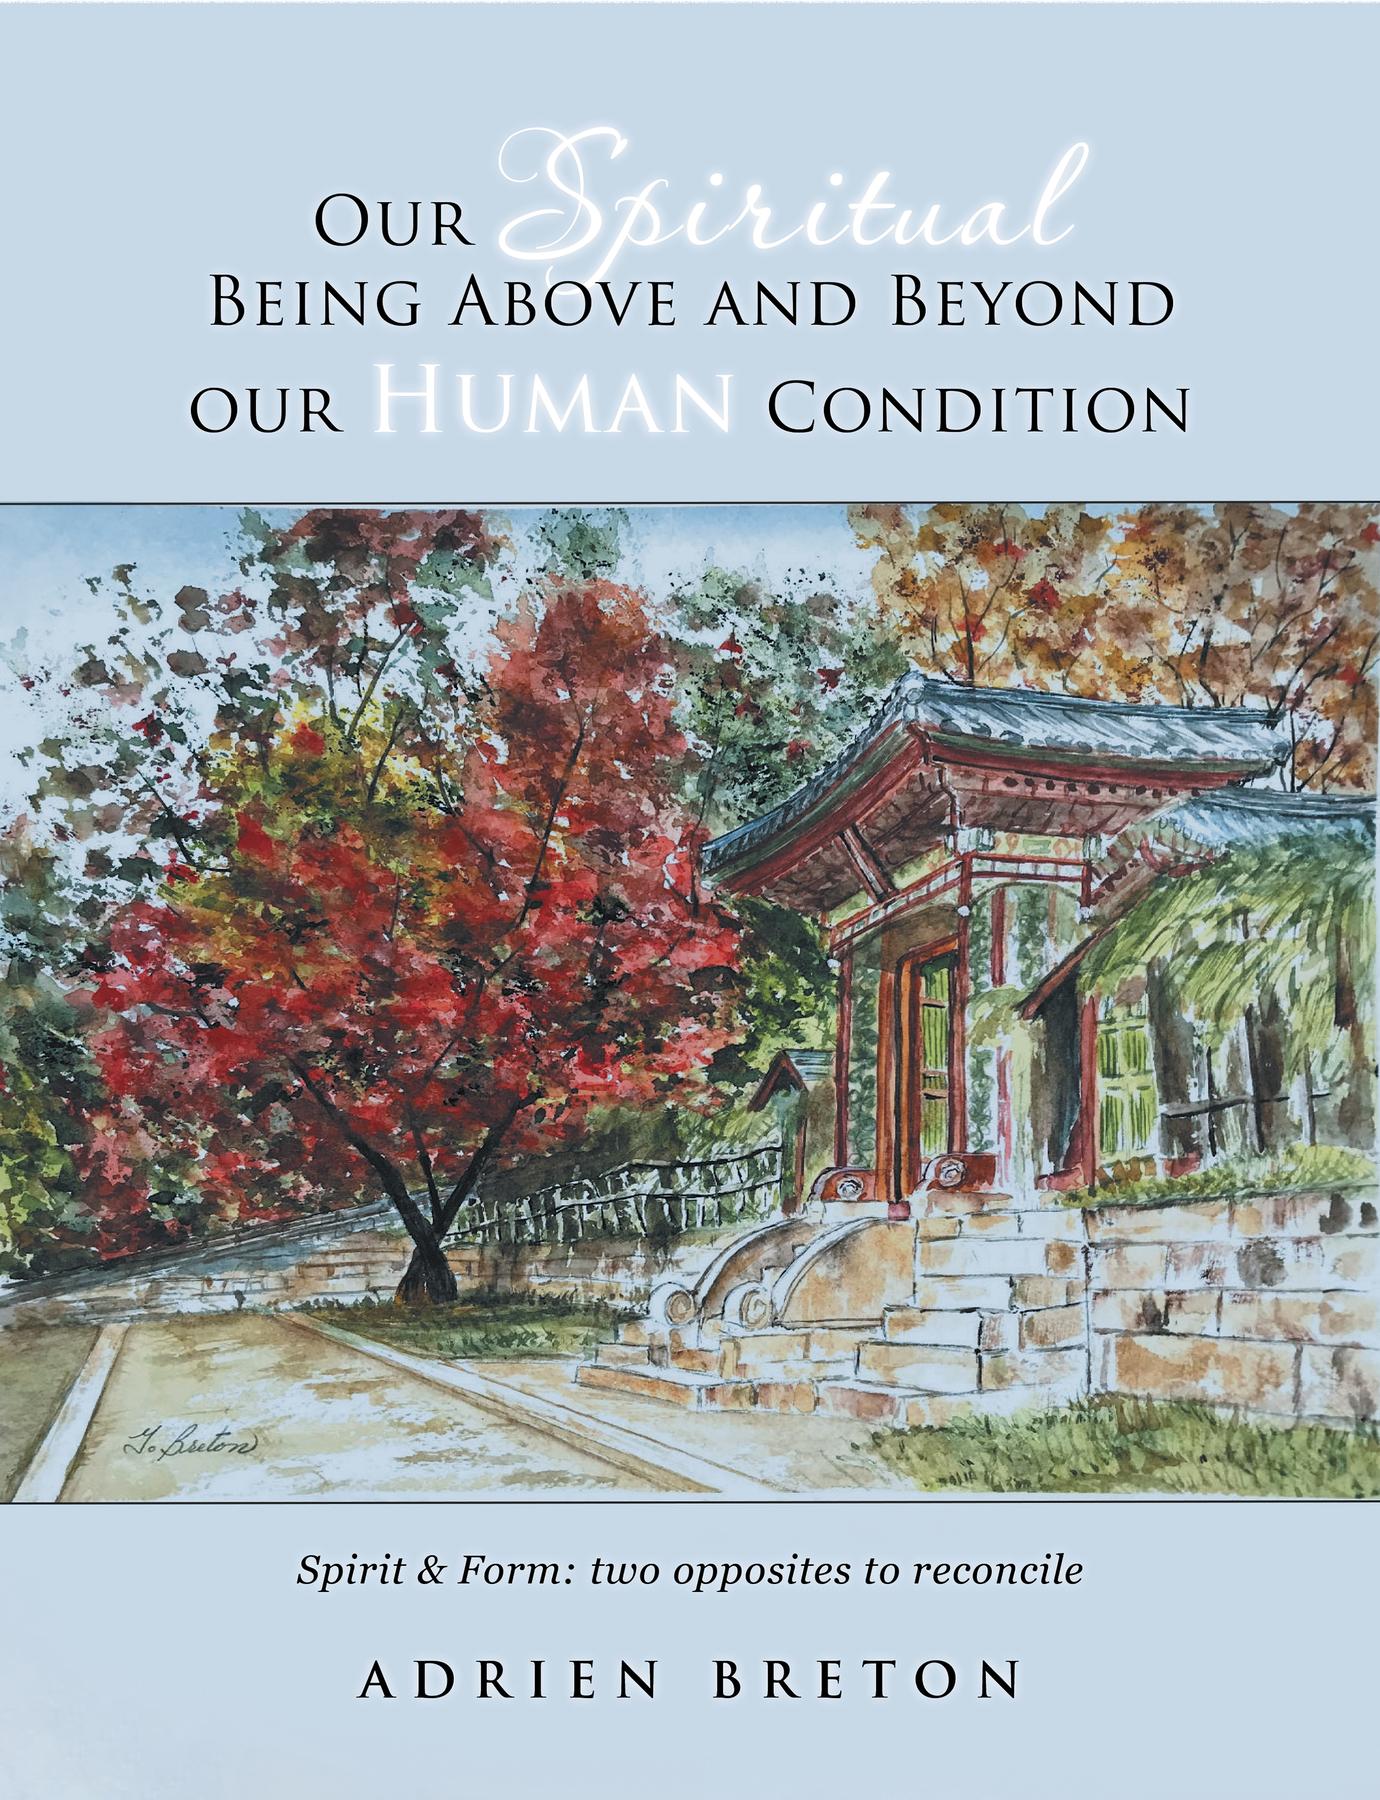 OUR Spiritual
BEING ABOVE AND BEYOND
OUR HUMAN CONDITION
Breton
Spirit & Form: two opposites to reconcile
ADRIEN BRETON